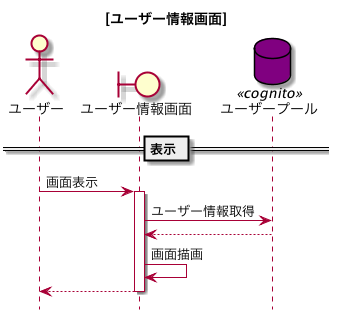 [ユーザー情報画面]
«cognito»
ユーザー ユーザー情報画面 ユーザープール
表示
画面表示
ユーザー情報取得
画面描画